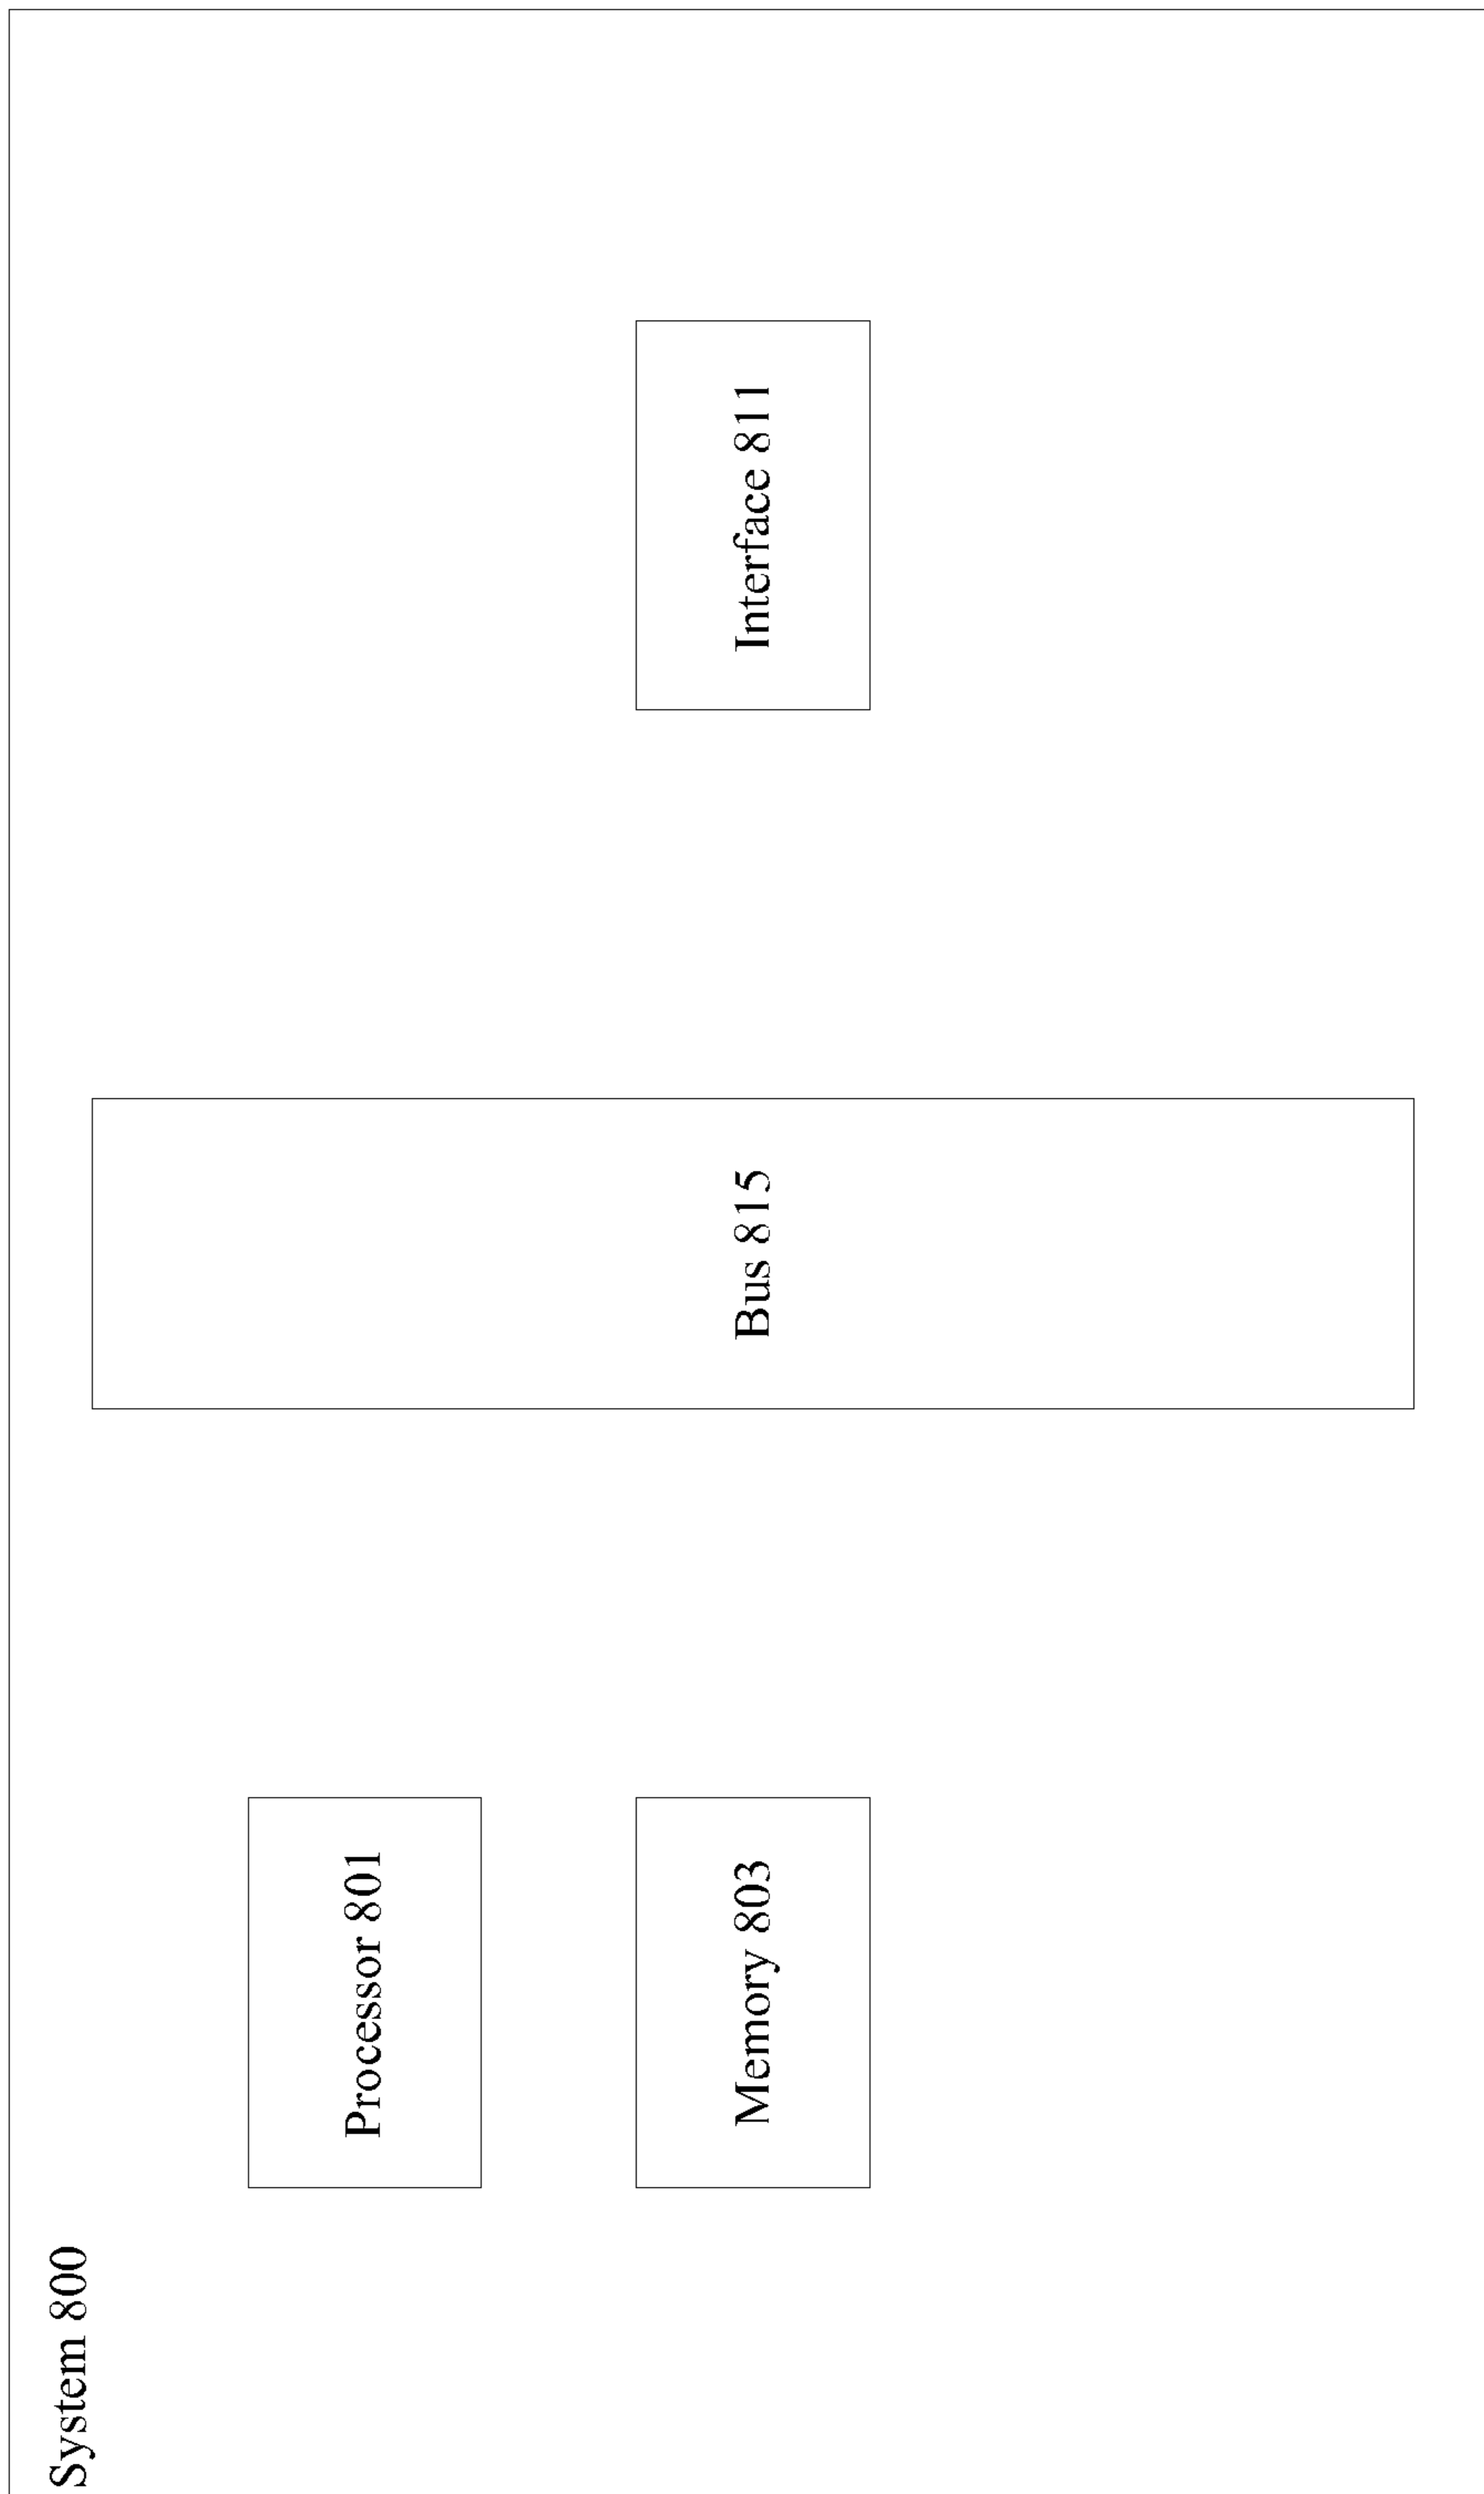 System 800
Processor 801
Memory 803
Bus 815
Interface 811